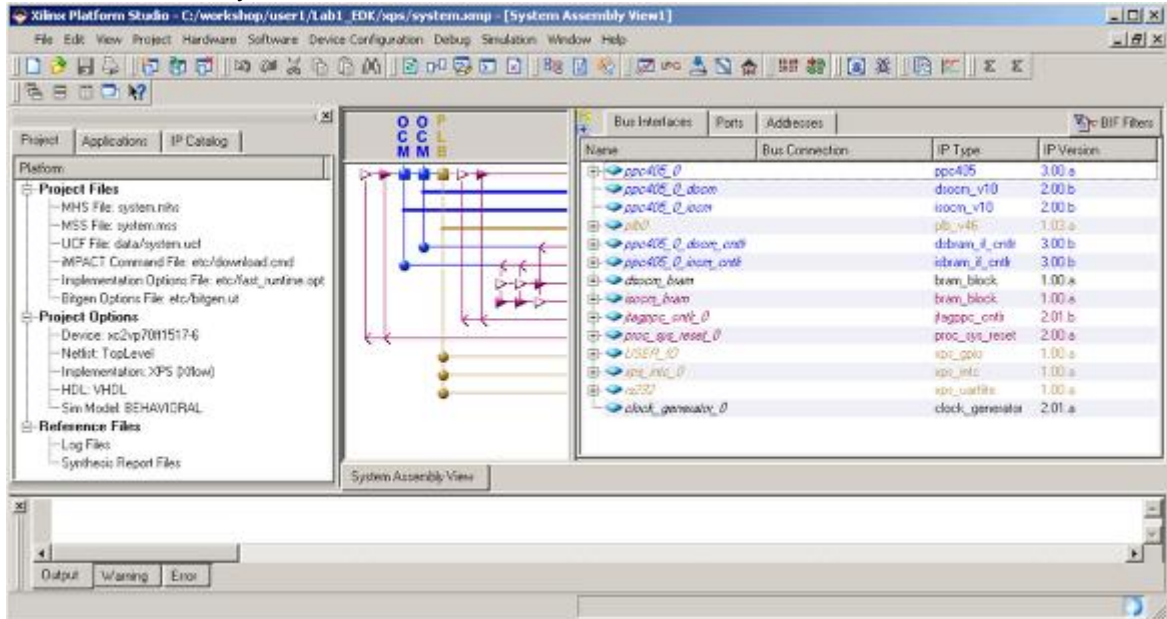 Xilinx Platform Studio - C:/workshop/user1/Lab1_EDK/xps/system.xmp - [System Assembly View1]
File Edit View Project Hardware Software Device Configuration Debug Simulation Window Help
Project Applications IP Catalog
Platform
Project Files
MHS File: system.mhs
MSS File: system.mss
UCF File: data/system.ucf
iMPACT Command File: etc/download.cmd
Implementation Options File: etc/fast_runtime.opt
Bitgen Options File: etc/bitgen.ut
Project Options
Device: xc2vp70ff1517-6
Netlist: TopLevel
Implementation: XPS (Xflow)
HDL: VHDL
Sim Model: BEHAVIORAL
Reference Files
Log Files
Synthesis Report Files
OCM OCM PLB
Bus Interfaces Ports Addresses BIF Filters
Name Bus Connection IP Type IP Version
ppc405_0 ppc405 3.00.a
ppc405_0_docm dsocm_v10 2.00.b
ppc405_0_iocm isocm_v10 2.00.b
plb0 plb_v46 1.03.a
ppc405_0_docm_cntlr dsbram_if_cntlr 3.00.b
ppc405_0_iocm_cntlr isbram_if_cntlr 3.00.b
dsocm_bram bram_block 1.00.a
isocm_bram bram_block 1.00.a
jtagppc_cntlr_0 jtagppc_cntlr 2.01.b
proc_sys_reset_0 proc_sys_reset 2.00.a
USER_IO xps_gpio 1.00.a
xps_intc_0 xps_intc 1.00.a
rs232 xps_uartlite 1.00.a
clock_generator_0 clock_generator 2.01.a
System Assembly View
Output Warning Error